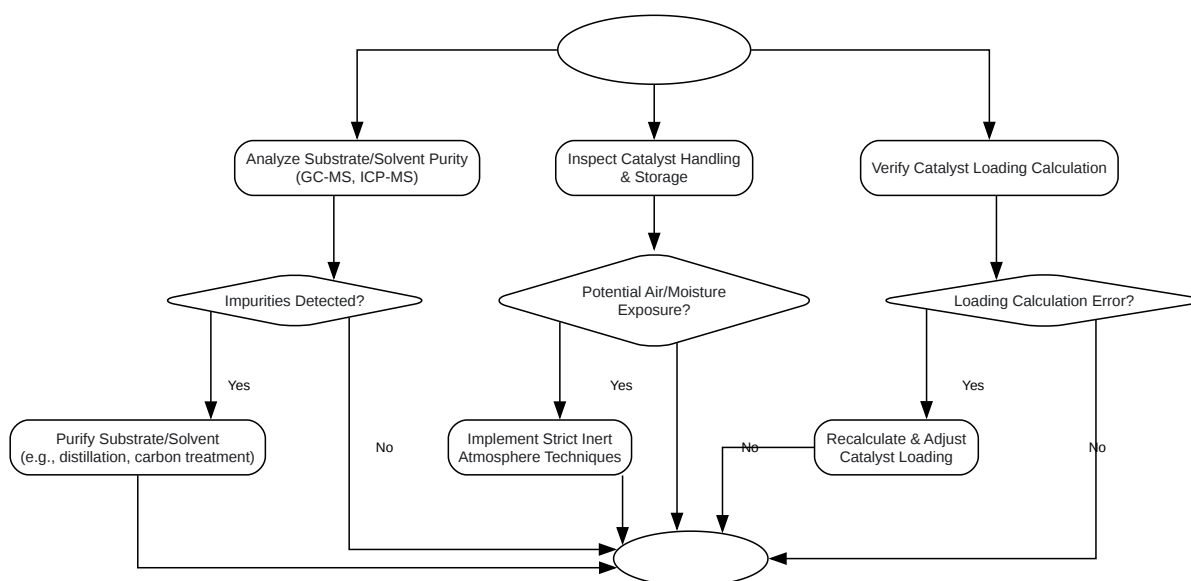 Analyze Substrate/Solvent Purity
(GC-MS, ICP-MS)
Inspect Catalyst Handling
& Storage
Verify Catalyst Loading Calculation
Impurities Detected?
Potential Air/Moisture
Exposure?
Loading Calculation Error?
Yes
Yes
Yes
Purify Substrate/Solvent
(e.g., distillation, carbon treatment)
No
Implement Strict Inert
Atmosphere Techniques
No
Recalculate & Adjust
Catalyst Loading
No